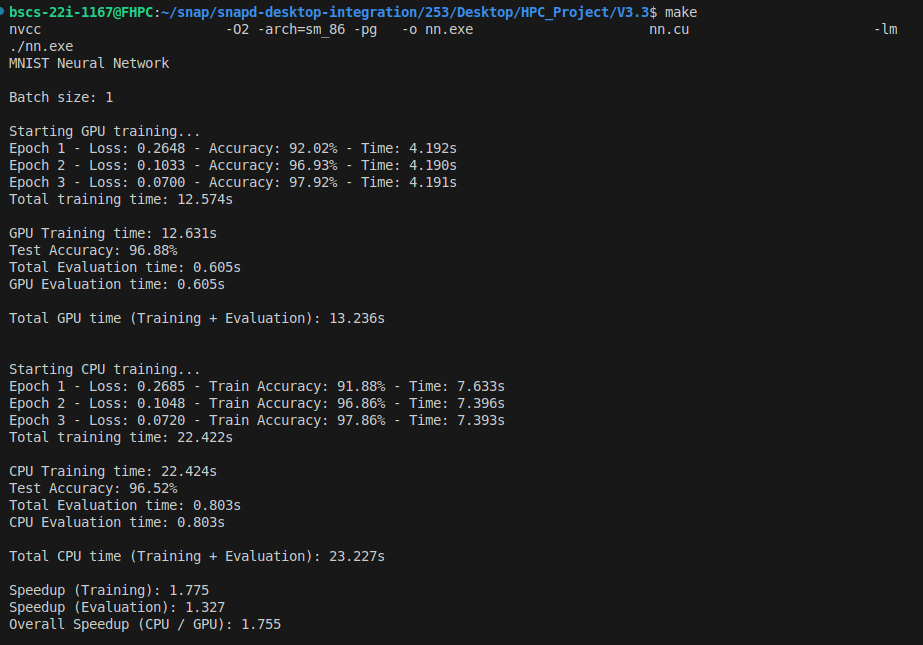 bscs-22i-1167@FHPC:~/snap/snapd-desktop-integration/253/Desktop/HPC_Project/V3.3$ make
nvcc -O2 -arch=sm_86 -pg -o nn.exe nn.cu -lm
./nn.exe
MNIST Neural Network
Batch size: 1
Starting GPU training...
Epoch 1 - Loss: 0.2648 - Accuracy: 92.02% - Time: 4.192s
Epoch 2 - Loss: 0.1033 - Accuracy: 96.93% - Time: 4.190s
Epoch 3 - Loss: 0.0700 - Accuracy: 97.92% - Time: 4.191s
Total training time: 12.574s
GPU Training time: 12.631s
Test Accuracy: 96.88%
Total Evaluation time: 0.605s
GPU Evaluation time: 0.605s
Total GPU time (Training + Evaluation): 13.236s
Starting CPU training...
Epoch 1 - Loss: 0.2685 - Train Accuracy: 91.88% - Time: 7.633s
Epoch 2 - Loss: 0.1048 - Train Accuracy: 96.86% - Time: 7.396s
Epoch 3 - Loss: 0.0720 - Train Accuracy: 97.86% - Time: 7.393s
Total training time: 22.422s
CPU Training time: 22.424s
Test Accuracy: 96.52%
Total Evaluation time: 0.803s
CPU Evaluation time: 0.803s
Total CPU time (Training + Evaluation): 23.227s
Speedup (Training): 1.775
Speedup (Evaluation): 1.327
Overall Speedup (CPU / GPU): 1.755